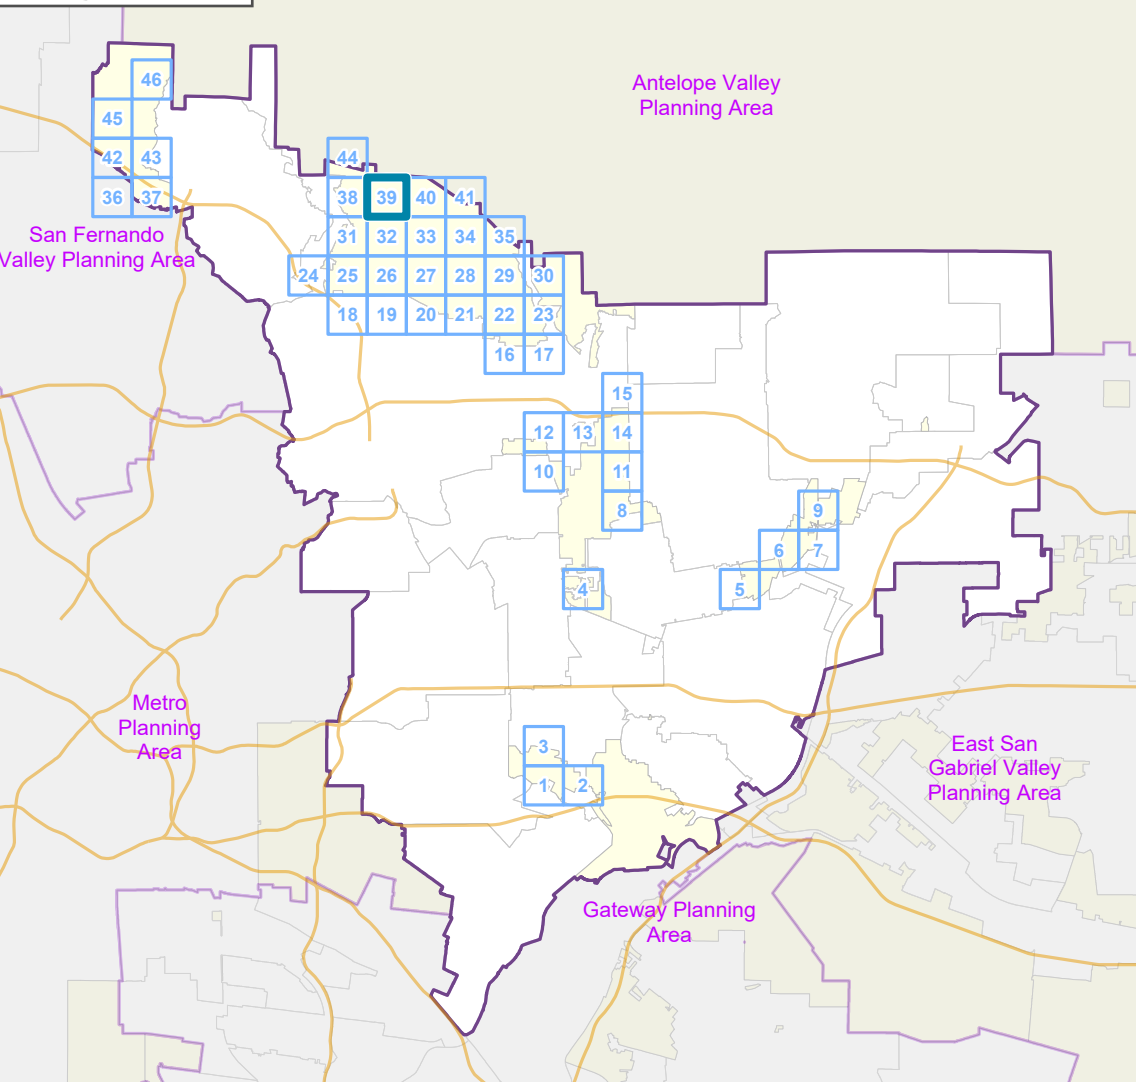 46
Antelope Valley
Planning Area
45
42 43
44
36 37
38 39 40 41
San Fernando
Valley Planning Area
31 32 33 34 35
24 25 26 27 28 29 30
18 19 20 21 22 23
16 17
15
12 13 14
10 11
8 9
6 7
4 5
Metro
Planning
Area
3
East San
Gabriel Valley
Planning Area
1 2
Gateway Planning
Area